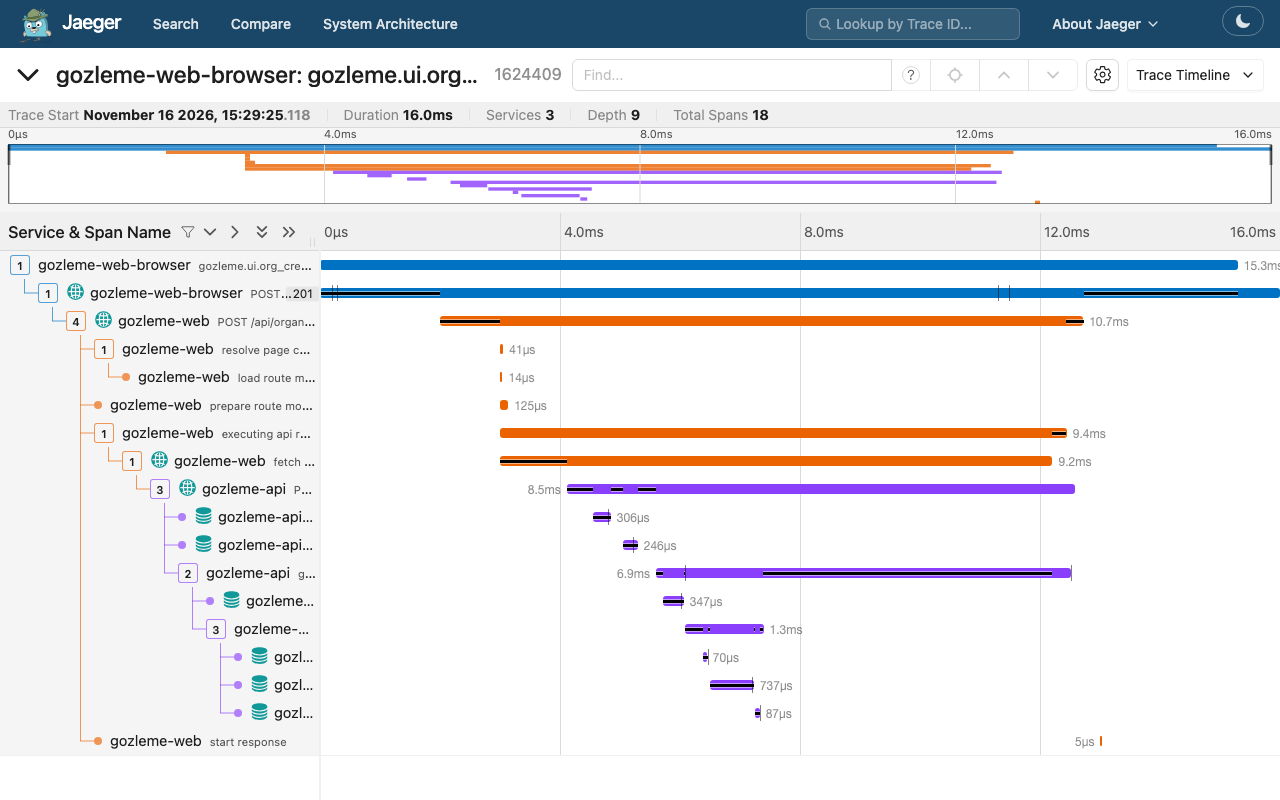 Jaeger Search Compare System Architecture Lookup by Trace ID... About Jaeger
gozleme-web-browser: gozleme.ui.org... 1624409 Find... ? Trace Timeline
Trace Start November 16 2026, 15:29:25.118 Duration 16.0ms Services 3 Depth 9 Total Spans 18
0μs 4.0ms 8.0ms 12.0ms 16.0ms
Service & Span Name 0μs 4.0ms 8.0ms 12.0ms 16.0ms
1 gozleme-web-browser gozleme.ui.org_cre... 15.3ms
1 gozleme-web-browser POST... 201
4 gozleme-web POST /api/organ... 10.7ms
1 gozleme-web resolve page c... 41μs
gozleme-web load route m... 14μs
gozleme-web prepare route mo... 125μs
1 gozleme-web executing api r... 9.4ms
1 gozleme-web fetch ... 9.2ms
3 gozleme-api P... 8.5ms
gozleme-api... 306μs
gozleme-api... 246μs
2 gozleme-api g... 6.9ms
gozleme... 347μs
3 gozleme-... 1.3ms
gozl... 70μs
gozl... 737μs
gozl... 87μs
gozleme-web start response 5μs